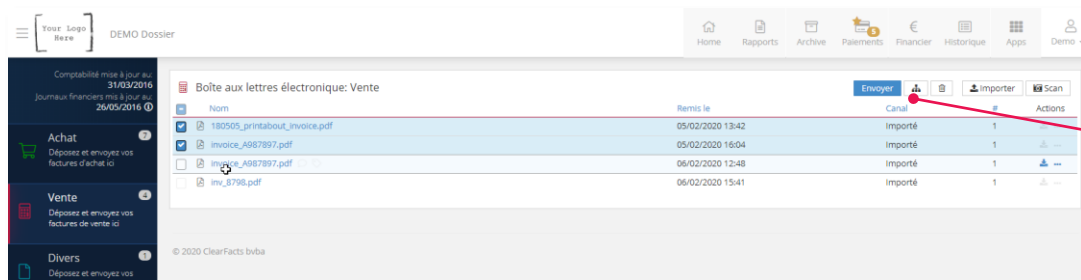 Your Logo
Here
DEMO Dossier
Home
Rapports
Archive
5
Paiements
Financier
Historique
Apps
Demo
Comptabilité mise à jour au:
31/03/2016
Journaux financiers mis à jour au:
26/05/2016
Achat 7
Déposez et envoyez vos
factures d'achat ici
Vente 4
Déposez et envoyez vos
factures de vente ici
Divers 1
Déposez et envoyez vos
Boîte aux lettres électronique: Vente
Envoyer Importer Scan
Nom Remis le Canal # Actions
180505_printabout_invoice.pdf 05/02/2020 13:42 Importé 1
invoice_A987897.pdf 05/02/2020 16:04 Importé 1
invoice_A987897.pdf 06/02/2020 12:48 Importé 1
inv_8798.pdf 06/02/2020 15:41 Importé 1
© 2020 ClearFacts bvba